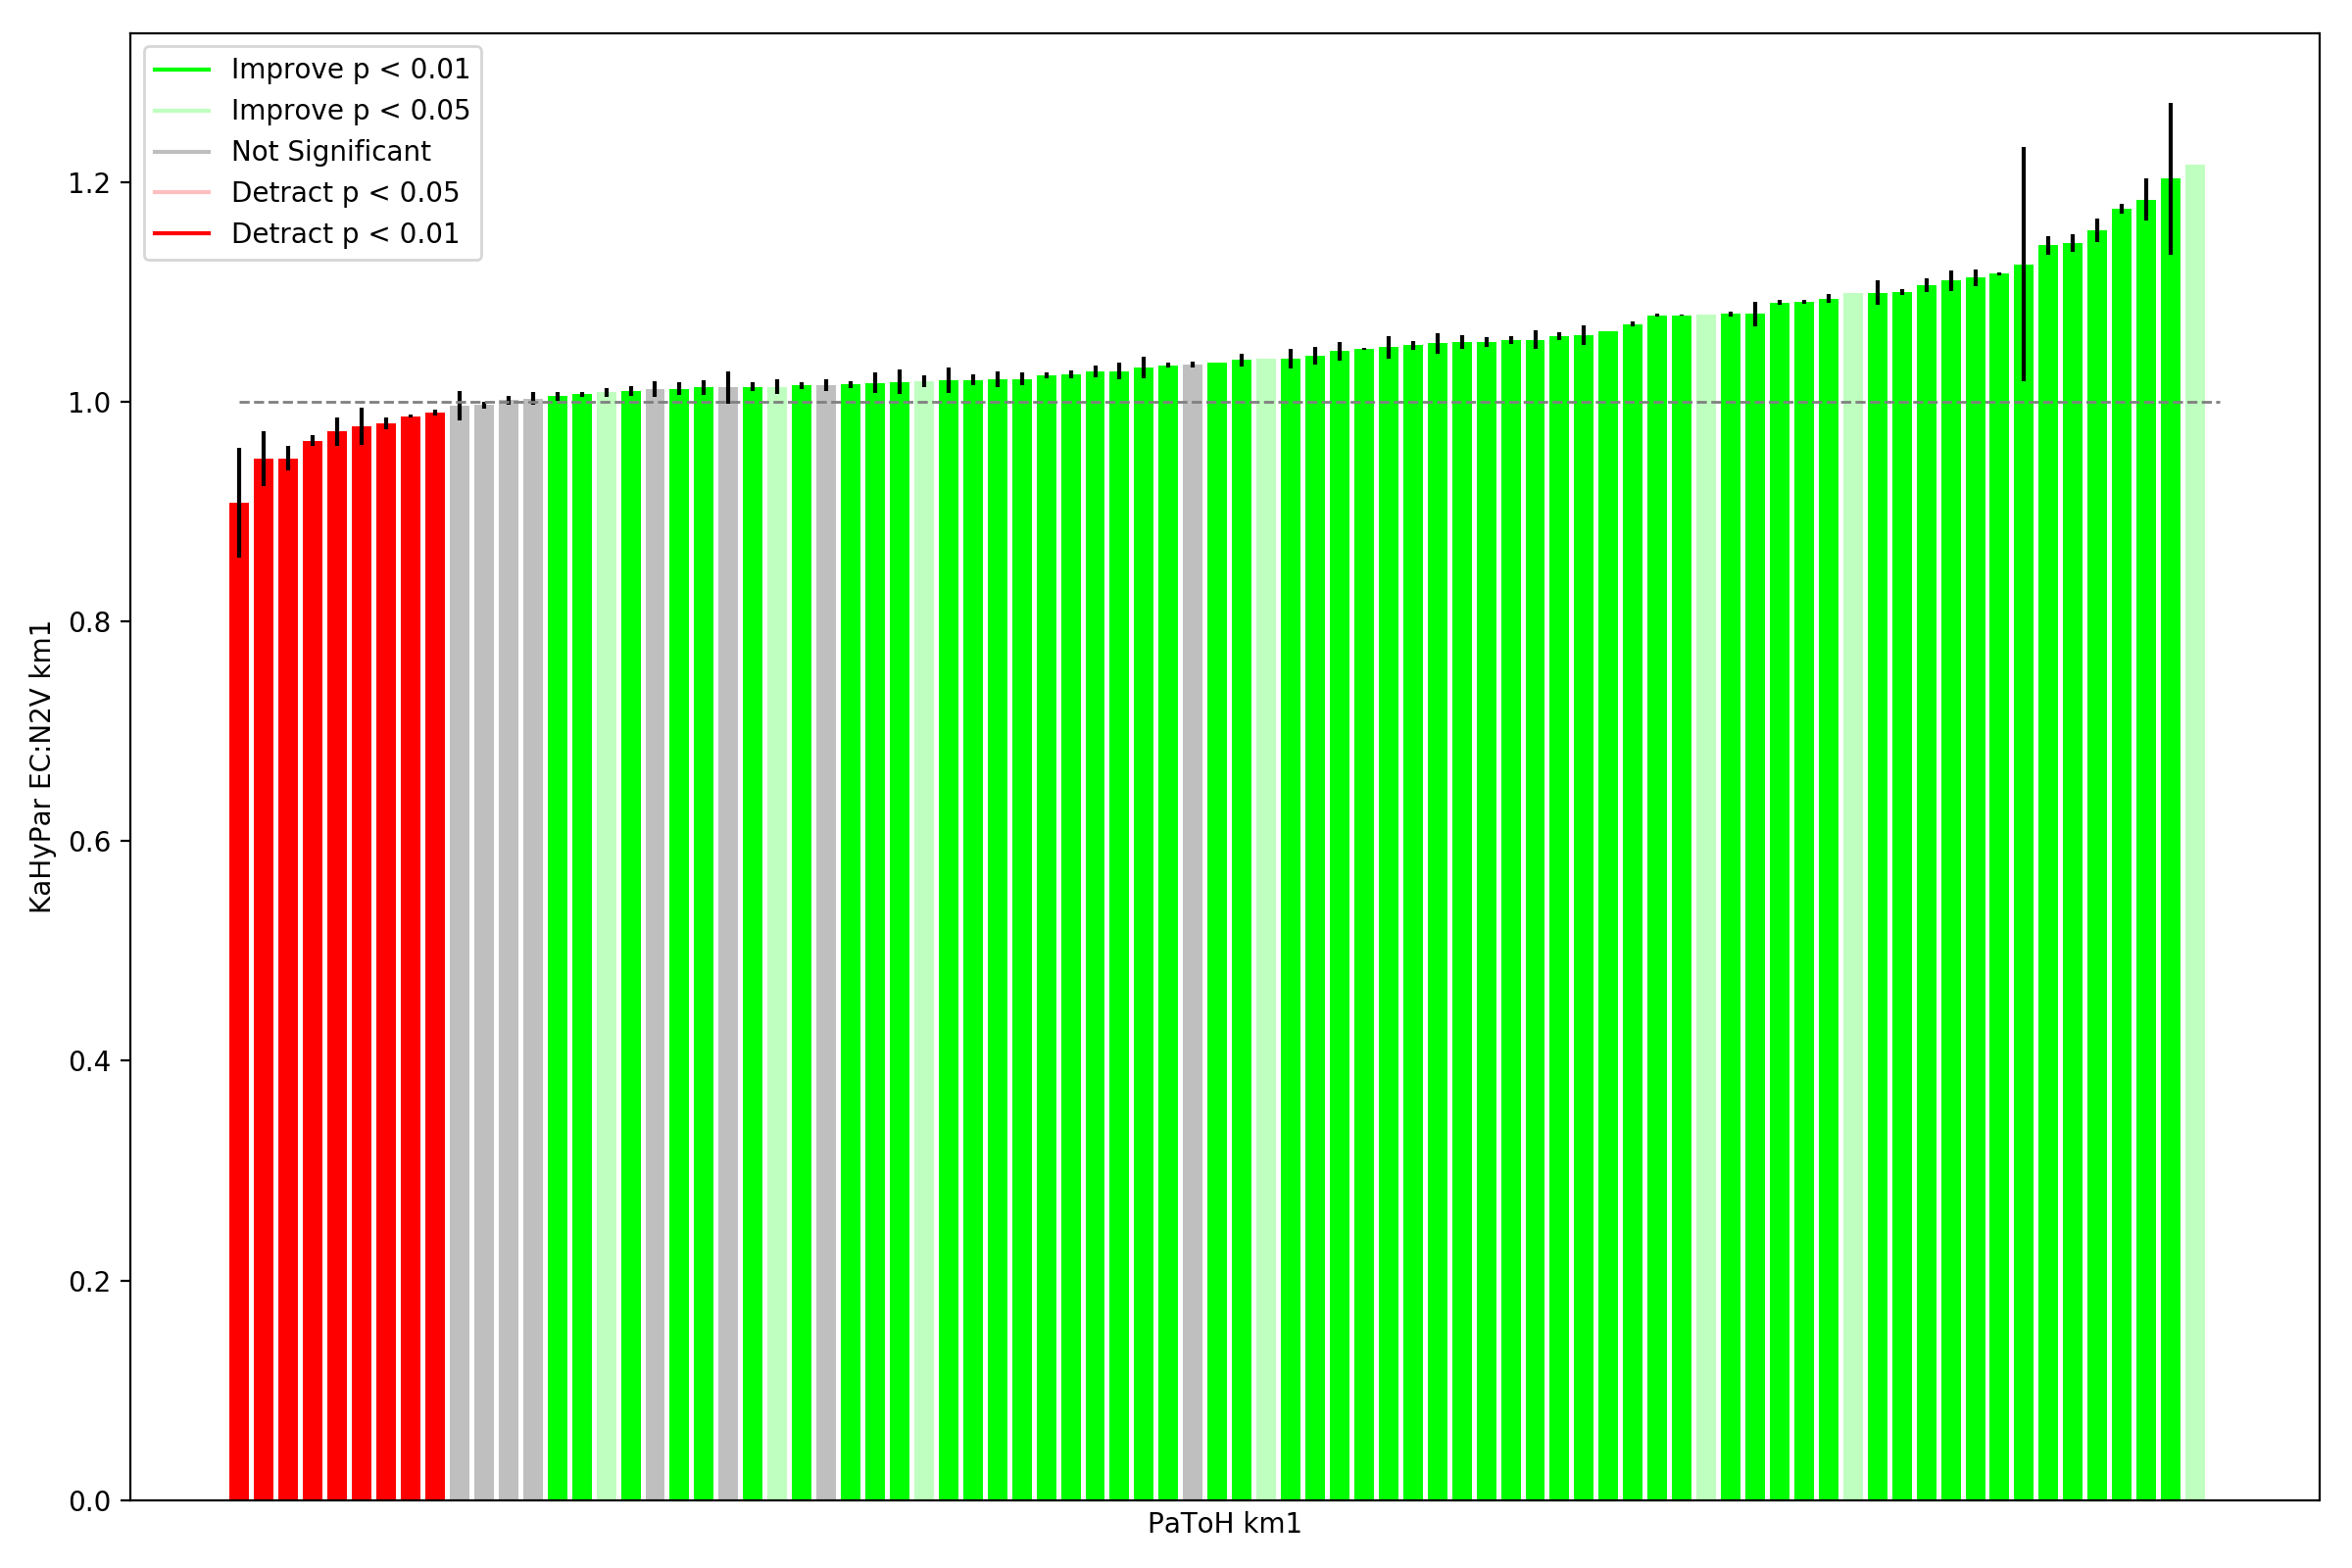 Improve p < 0.01
Improve p < 0.05
Not Significant
Detract p < 0.05
Detract p < 0.01
1.2
1.0
0.8
0.6
0.4
0.2
0.0
KaHyPar EC:N2V km1
PaToH km1